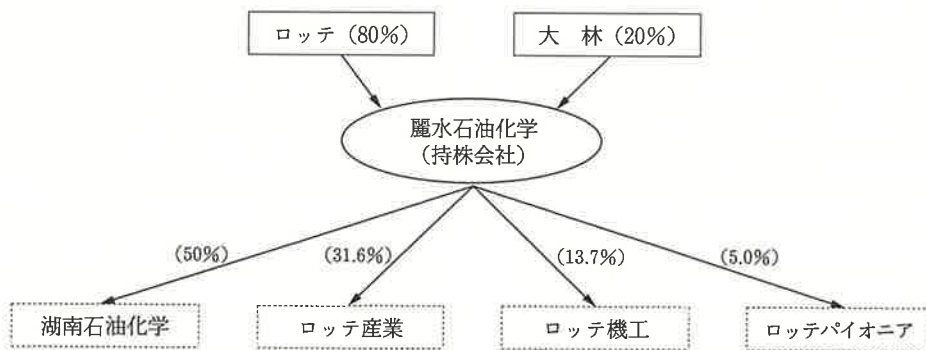 ロッテ（80%）
大　林（20%）
麗水石油化学
（持株会社）
（50%）
（31.6%）
（13.7%）
（5.0%）
湖南石油化学
ロッテ産業
ロッテ機工
ロッテパイオニア